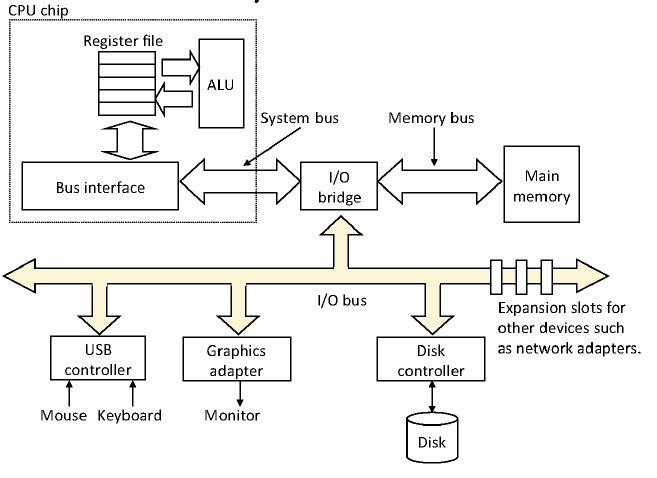 CPU chip
Register file
ALU
System bus
Memory bus
Bus interface
I/O
bridge
Main
memory
I/O bus
Expansion slots for
other devices such
as network adapters.
USB
controller
Graphics
adapter
Disk
controller
Mouse
Keyboard
Monitor
Disk